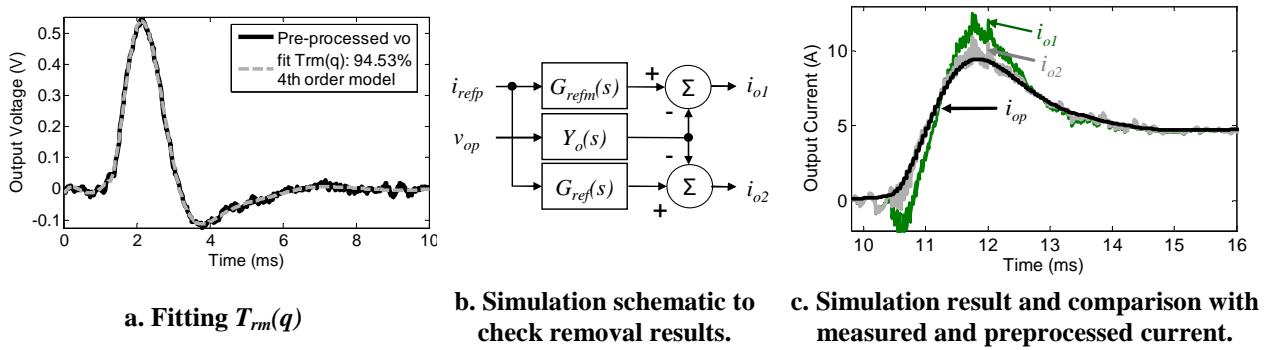 Output Voltage (V)
0.5
0.4
0.3
0.2
0.1
0
-0.1
0 2 4 6 8 10
Time (ms)
Pre-processed vo
fit Trm(q): 94.53%
4th order model
a. Fitting Trm(q)
irefp
Grefm(s)
+
Σ
io1
-
vop
Yo(s)
-
Gref(s)
+
Σ
io2
b. Simulation schematic to
check removal results.
Output Current (A)
10
5
0
10 11 12 13 14 15 16
Time (ms)
io1
io2
iop
c. Simulation result and comparison with
measured and preprocessed current.